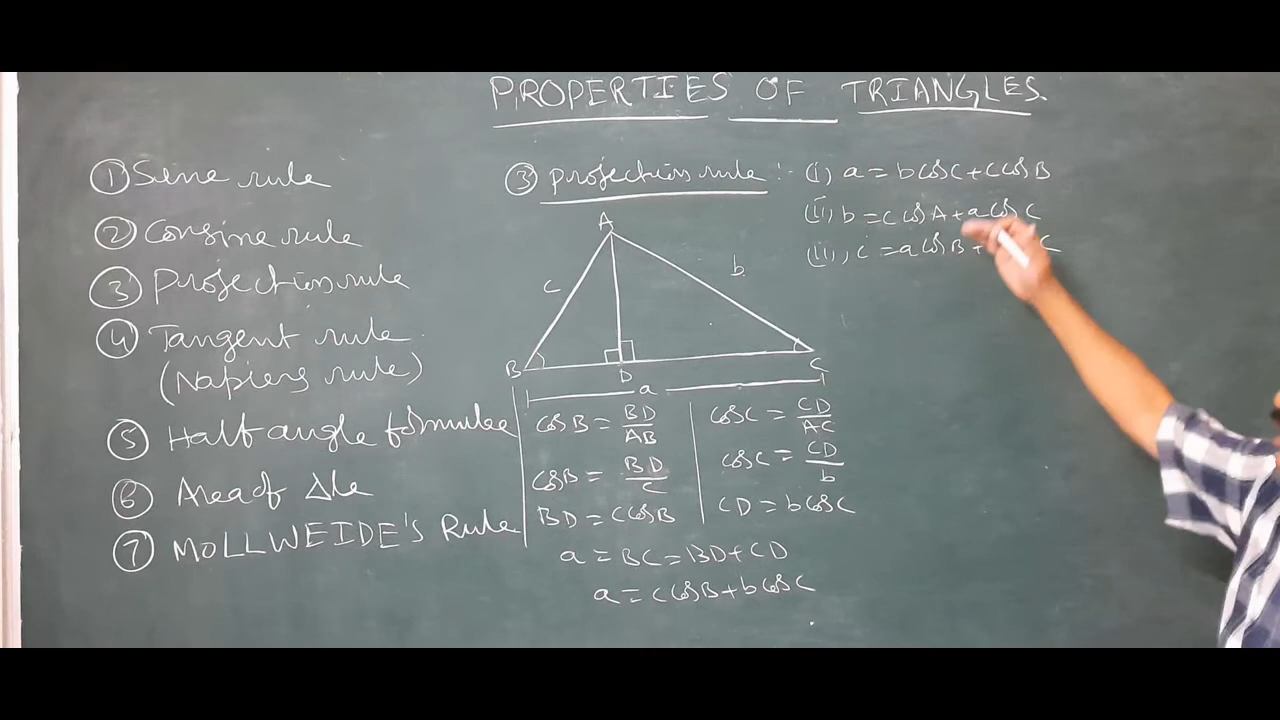 PROPERTIES OF TRIANGLES
① Sine rule
② Consine rule
③ Projection rule
④ Tangent rule
(Napiers rule)
⑤ Half angle formulae
⑥ Area of Δle
⑦ MOLLWEIDE'S Rule
③ projection rule :- (i) a = b cos C + c cos B
(ii) b = c cos A + a cos C
(iii) c = a cos B + C
A
c
b
B
D
C
a
cos B = BD/AB
cos B = BD/c
BD = c cos B
cos C = CD/AC
cos C = CD/b
CD = b cos C
a = BC = BD + CD
a = c cos B + b cos C